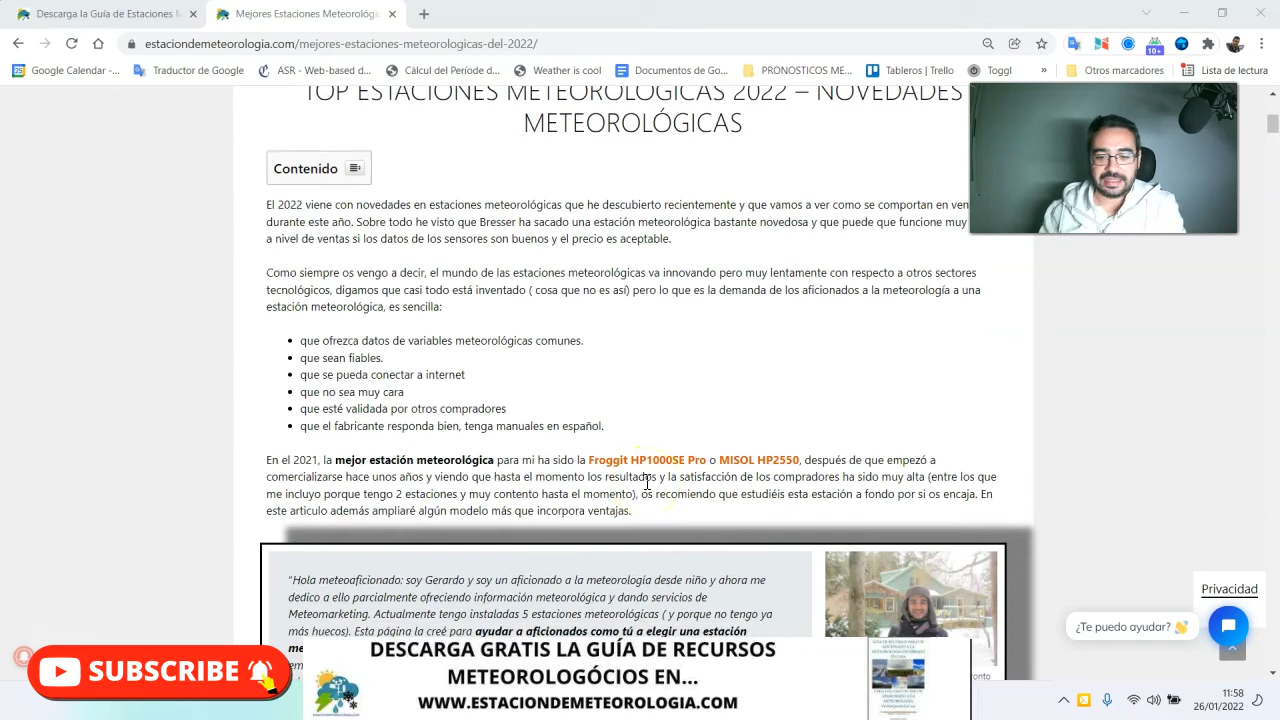 Descarga la Guía de Estaciones M
Mejores Estaciones Meteorológic
estaciondemeteorologia.com/mejores-estaciones-meteorologicas-del-2022/
Google Calendar -...
Traductor de Google
ASR - Web-based d...
Cálcul del Període d...
Weather is cool
Documentos de Go...
PRONOSTICOS ME...
Tableros | Trello
Toggl
»
Otros marcadores
Lista de lectura
10+
TOP ESTACIONES METEOROLÓGICAS 2022 – NOVEDADES
METEOROLÓGICAS
Contenido
El 2022 viene con novedades en estaciones meteorológicas que he descubierto recientemente y que vamos a ver como se comportan en ven
durante este año. Sobre todo he visto que Bresser ha sacado una estación meteorológica bastante novedosa y que puede que funcione muy
a nivel de ventas si los datos de los sensores son buenos y el precio es aceptable.
Como siempre os vengo a decir, el mundo de las estaciones meteorológicas va innovando pero muy lentamente con respecto a otros sectores
tecnológicos, digamos que casi todo está inventado ( cosa que no es así) pero lo que es la demanda de los aficionados a la meteorología a una
estación meteorológica, es sencilla:
que ofrezca datos de variables meteorológicas comunes.
que sean fiables.
que se pueda conectar a internet
que no sea muy cara
que esté validada por otros compradores
que el fabricante responda bien, tenga manuales en español.
En el 2021, la mejor estación meteorológica para mí ha sido la Froggit HP1000SE Pro o MISOL HP2550, después de que empezó a
comercializarse hace unos años y viendo que hasta el momento los resultados y la satisfacción de los compradores ha sido muy alta (entre los que
me incluyo porque tengo 2 estaciones y muy contento hasta el momento), os recomiendo que estudiéis esta estación a fondo por si os encaja. En
este articulo además ampliaré algún modelo más que incorpora ventajas.
"Hola meteoaficionado: soy Gerardo y soy un aficionado a la meteorología desde niño y ahora me
dedico a ello parcialmente ofreciendo información meteorológica y dando servicios de
Meteomarketing. Actualmente tengo instaladas 5 estaciones meteorológicas ( y porque no tengo ya
más huecos). Esta página la creé para ayudar a aficionados como tú a elegir una estación
Privacidad
¿Te puedo ayudar? 👋
SUBSCRIBE
DESCARGA GRATIS LA GUÍA DE RECURSOS
METEOROLOGÓCIOS EN...
WWW.ESTACIONDEMETEOROLOGIA.COM
11:58
26/01/2022